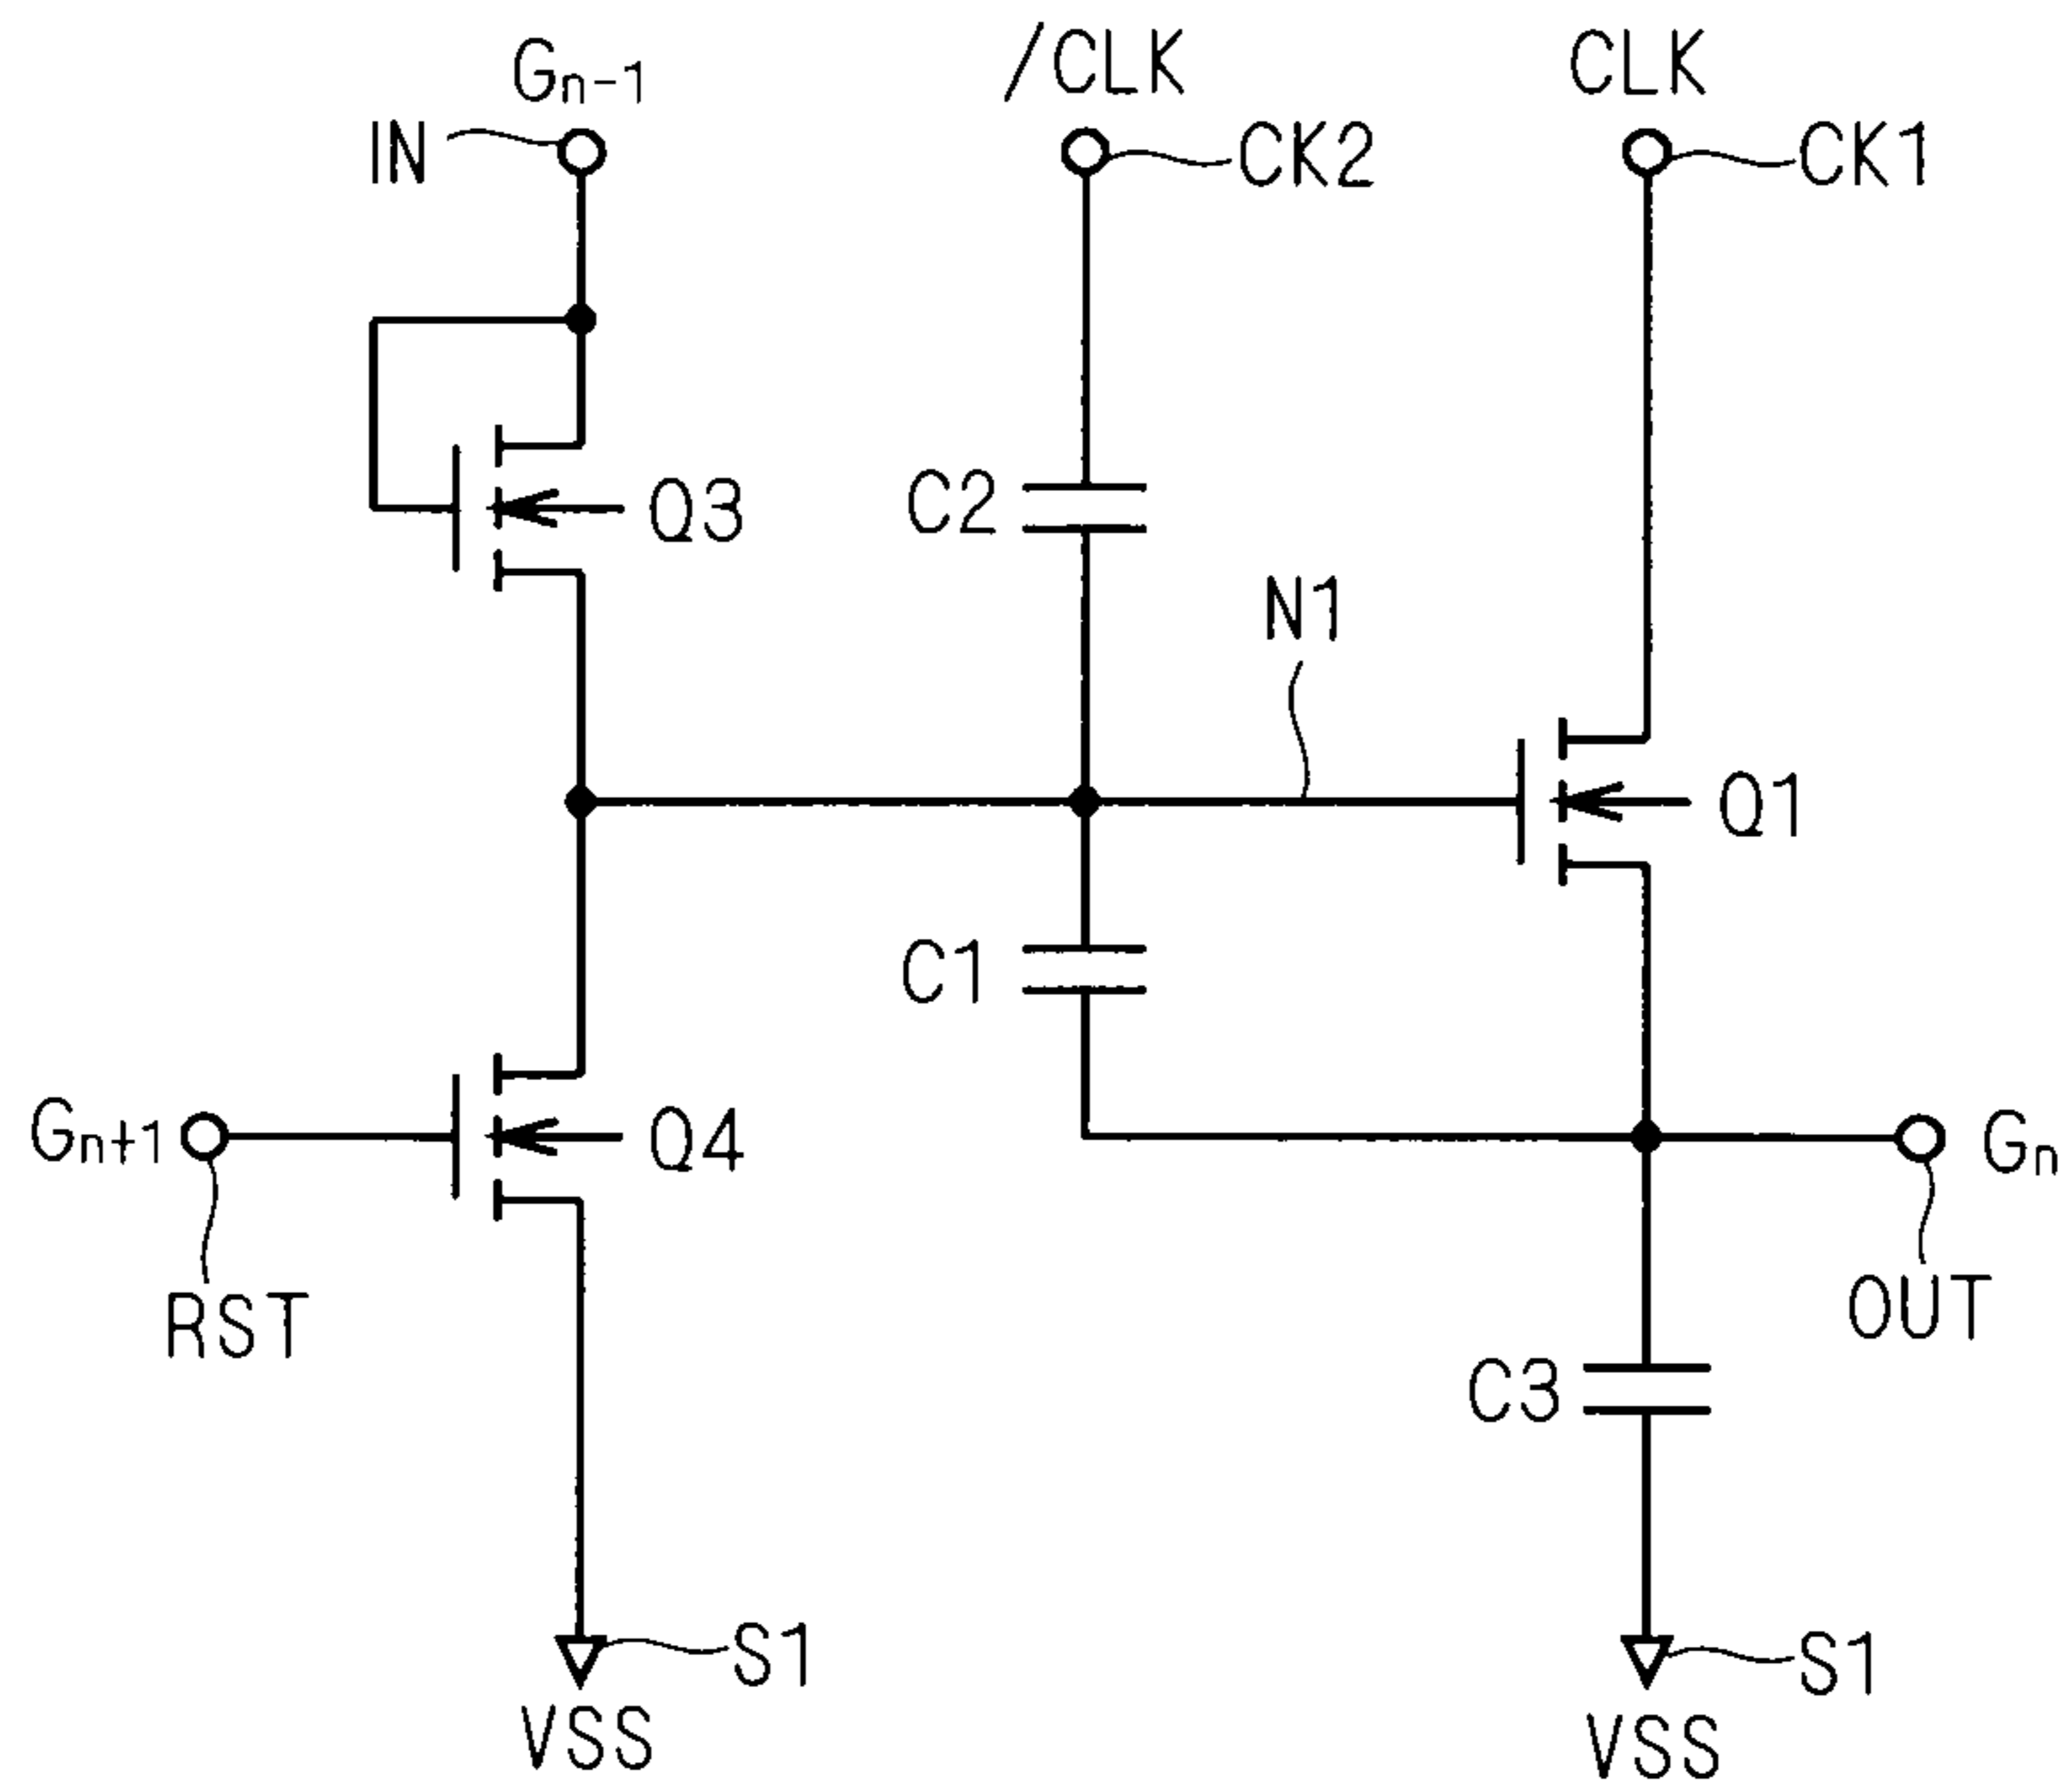 Gn-1
/CLK
CLK
IN
CK2
CK1
Q3
C2
N1
Q1
C1
Gn+1
Q4
Gn
RST
OUT
C3
S1
S1
VSS
VSS